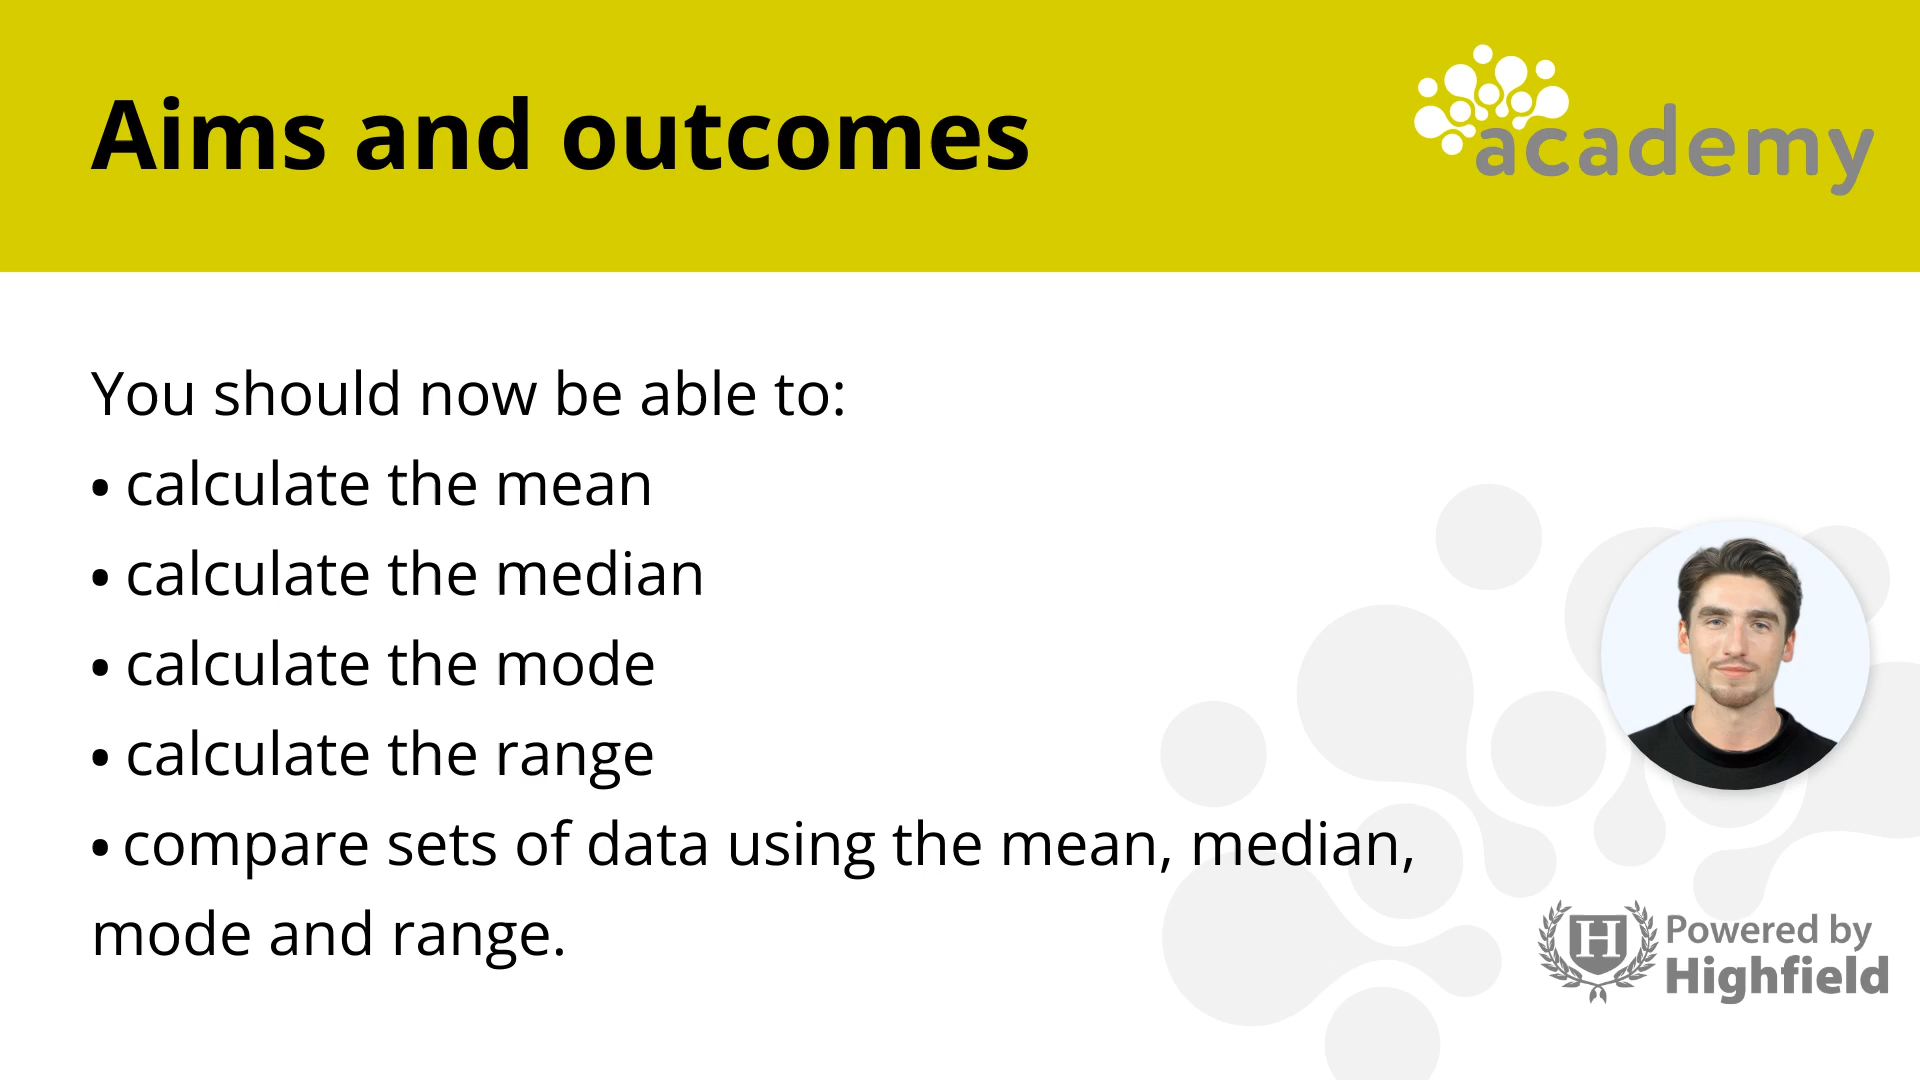 Aims and outcomes
academy
You should now be able to:
• calculate the mean
• calculate the median
• calculate the mode
• calculate the range
• compare sets of data using the mean, median,
mode and range.
H
Powered by
Highfield